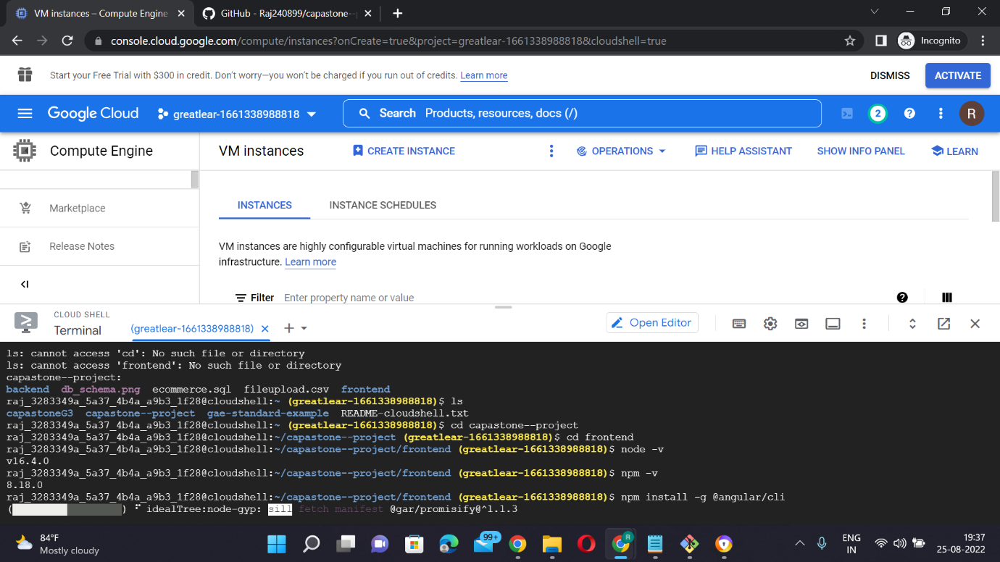 VM instances – Compute Engine
GitHub - Raj240899/capastone--
console.cloud.google.com/compute/instances?onCreate=true&project=greatlear-1661338988818&cloudshell=true
Incognito
Start your Free Trial with $300 in credit. Don't worry—you won't be charged if you run out of credits. Learn more
DISMISS
ACTIVATE
Google Cloud
greatlear-1661338988818
Search Products, resources, docs (/)
2
R
Compute Engine
VM instances
CREATE INSTANCE
OPERATIONS
HELP ASSISTANT
SHOW INFO PANEL
LEARN
Marketplace
Release Notes
INSTANCES
INSTANCE SCHEDULES
VM instances are highly configurable virtual machines for running workloads on Google
infrastructure. Learn more
Filter Enter property name or value
CLOUD SHELL
Terminal
(greatlear-1661338988818)
Open Editor
ls: cannot access 'cd': No such file or directory
ls: cannot access 'frontend': No such file or directory
capastone--project:
backend db_schema.png ecommerce.sql fileupload.csv frontend
raj_3283349a_5a37_4b4a_a9b3_1f28@cloudshell:~ (greatlear-1661338988818)$ ls
capastoneG3 capastone--project gae-standard-example README-cloudshell.txt
raj_3283349a_5a37_4b4a_a9b3_1f28@cloudshell:~ (greatlear-1661338988818)$ cd capastone--project
raj_3283349a_5a37_4b4a_a9b3_1f28@cloudshell:~/capastone--project (greatlear-1661338988818)$ cd frontend
raj_3283349a_5a37_4b4a_a9b3_1f28@cloudshell:~/capastone--project/frontend (greatlear-1661338988818)$ node -v
v16.4.0
raj_3283349a_5a37_4b4a_a9b3_1f28@cloudshell:~/capastone--project/frontend (greatlear-1661338988818)$ npm -v
8.18.0
raj_3283349a_5a37_4b4a_a9b3_1f28@cloudshell:~/capastone--project/frontend (greatlear-1661338988818)$ npm install -g @angular/cli
( ) ⠋ idealTree:node-gyp: sill fetch manifest @gar/promisify@^1.1.3
84°F
Mostly cloudy
99+
R
ENG
IN
19:37
25-08-2022